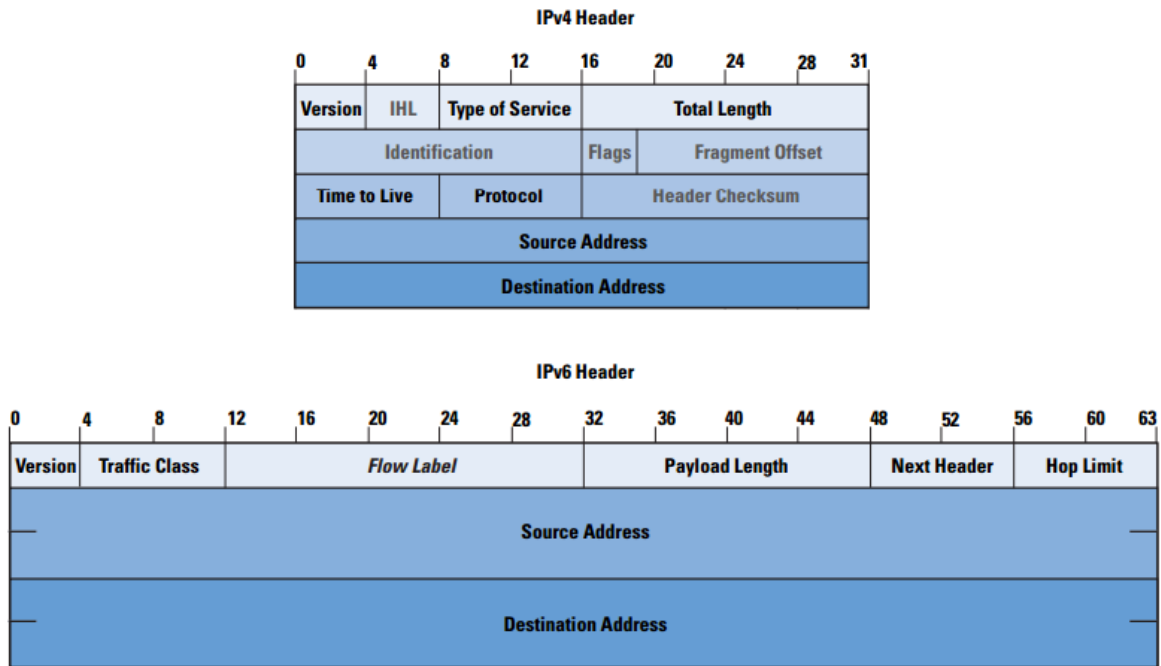 IPv4 Header
0 4 8 12 16 20 24 28 31
Version IHL Type of Service Total Length
Identification Flags Fragment Offset
Time to Live Protocol Header Checksum
Source Address
Destination Address
IPv6 Header
0 4 8 12 16 20 24 28 32 36 40 44 48 52 56 60 63
Version Traffic Class Flow Label Payload Length Next Header Hop Limit
Source Address
Destination Address